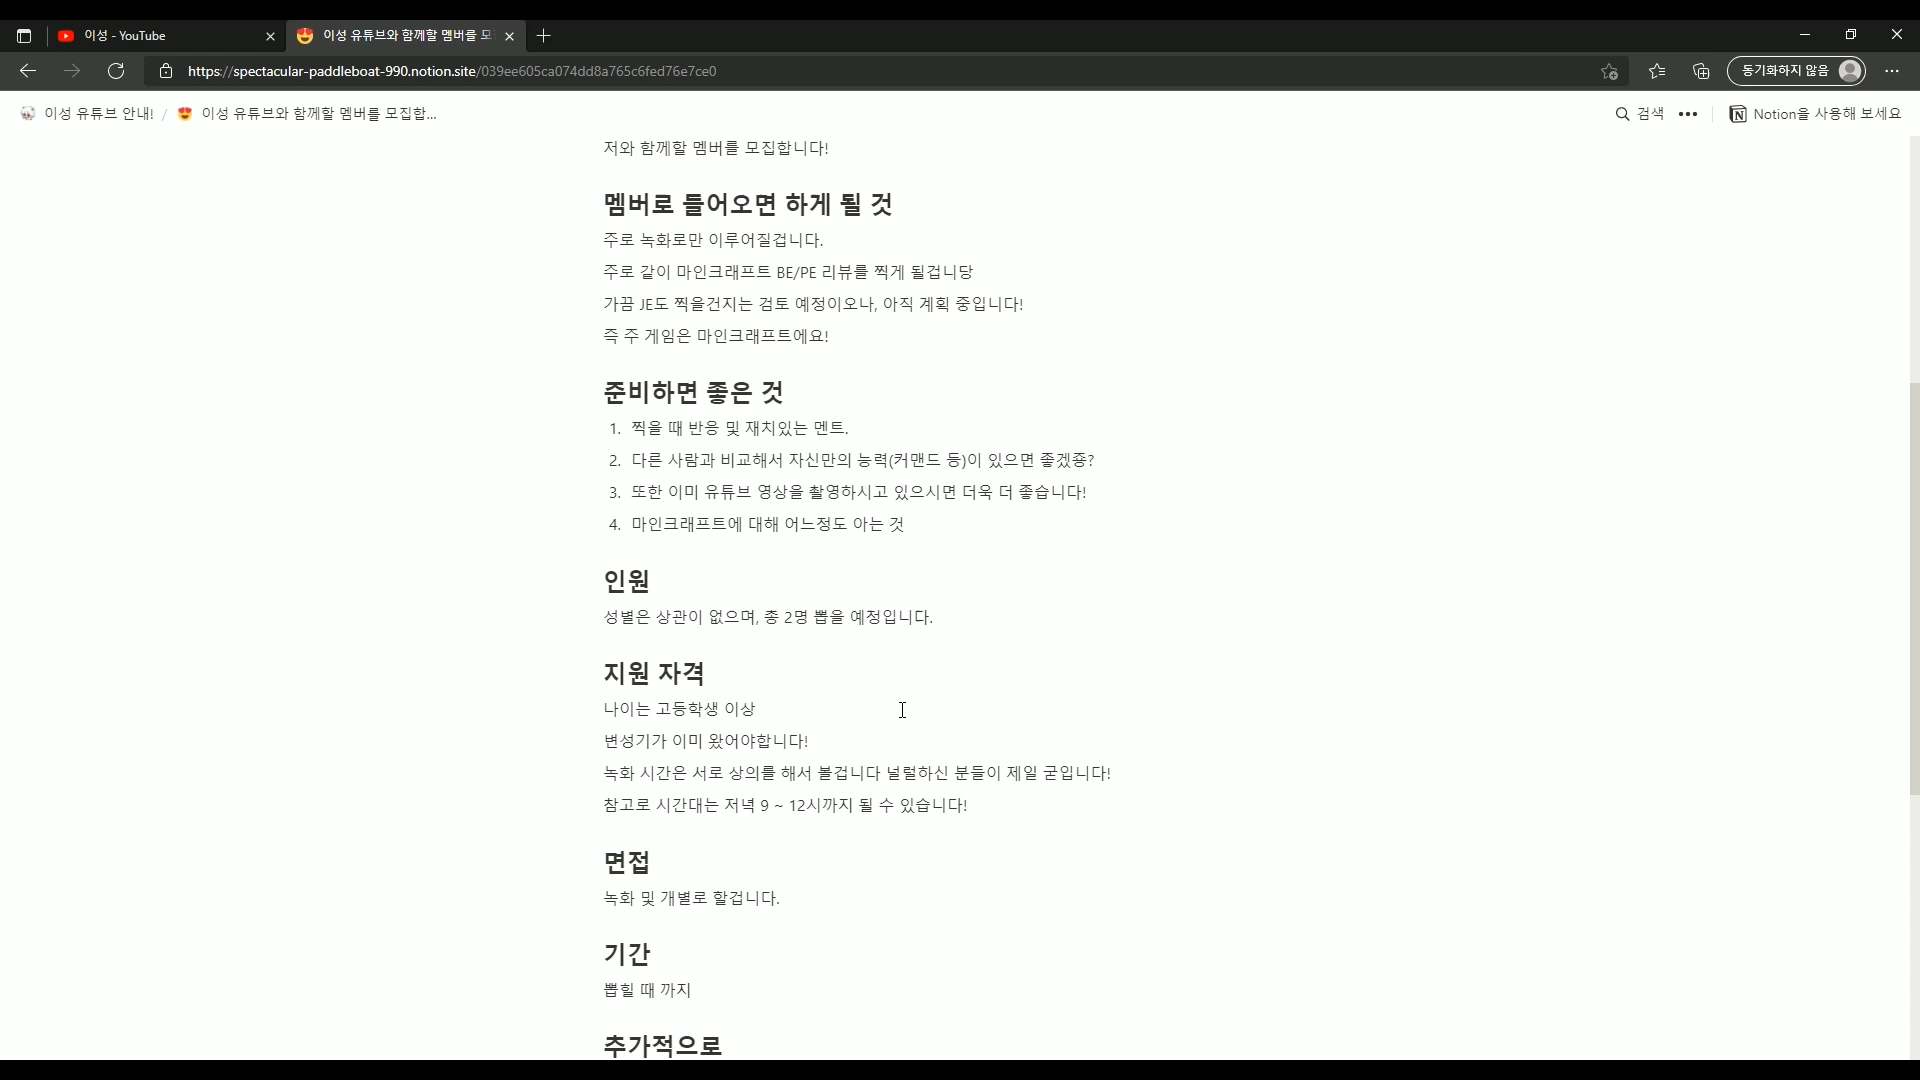 이성 - YouTube
이성 유튜브와 함께할 멤버를 모
https://spectacular-paddleboat-990.notion.site/039ee605ca074dd8a765c6fed76e7ce0
동기화하지 않음
이성 유튜브 안내! / 이성 유튜브와 함께할 멤버를 모집합...
검색
Notion을 사용해 보세요
저와 함께할 멤버를 모집합니다!
멤버로 들어오면 하게 될 것
주로 녹화로만 이루어질겁니다.
주로 같이 마인크래프트 BE/PE 리뷰를 찍게 될겁니당
가끔 JE도 찍을건지는 검토 예정이오나, 아직 계획 중입니다!
즉 주 게임은 마인크래프트에요!
준비하면 좋은 것
1. 찍을 때 반응 및 재치있는 멘트.
2. 다른 사람과 비교해서 자신만의 능력(커맨드 등)이 있으면 좋겠죵?
3. 또한 이미 유튜브 영상을 촬영하시고 있으시면 더욱 더 좋습니다!
4. 마인크래프트에 대해 어느정도 아는 것
인원
성별은 상관이 없으며, 총 2명 뽑을 예정입니다.
지원 자격
나이는 고등학생 이상
변성기가 이미 왔어야합니다!
녹화 시간은 서로 상의를 해서 볼겁니다 널럴하신 분들이 제일 굳입니다!
참고로 시간대는 저녁 9 ~ 12시까지 될 수 있습니다!
면접
녹화 및 개별로 할겁니다.
기간
뽑힐 때 까지
추가적으로